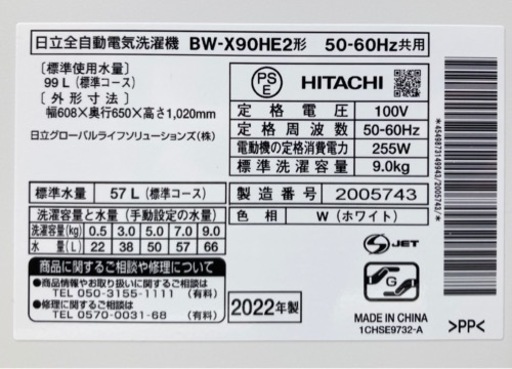 日立全自動電気洗濯機 BW-X90HE2形 50-60Hz共用
〔標準使用水量〕
99L (標準コース)
〔外形寸法〕
幅608×奥行650×高さ1,020mm
日立グローバルライフソリューションズ(株)
PS
E
HITACHI
定格電圧 100V
定格周波数 50-60Hz
電動機の定格消費電力 255W
標準洗濯容量 9.0kg
標準水量 57L (標準コース)
洗濯容量と水量 (手動設定の水量)
洗濯容量(kg) 0.5 3.0 5.0 7.0 9.0
水量(L) 22 38 50 57 66
製造番号 2005743
色相 W (ホワイト)
商品に関するご相談や修理について
●商品情報やお取り扱いに関するご相談
TEL 050-3155-1111 (有料)
●修理に関するご相談
TEL 0570-0031-68 (有料)
2022年製
S JET
G
MADE IN CHINA
1CHSE9732-A
>PP<
*4549873149943/2005743/*